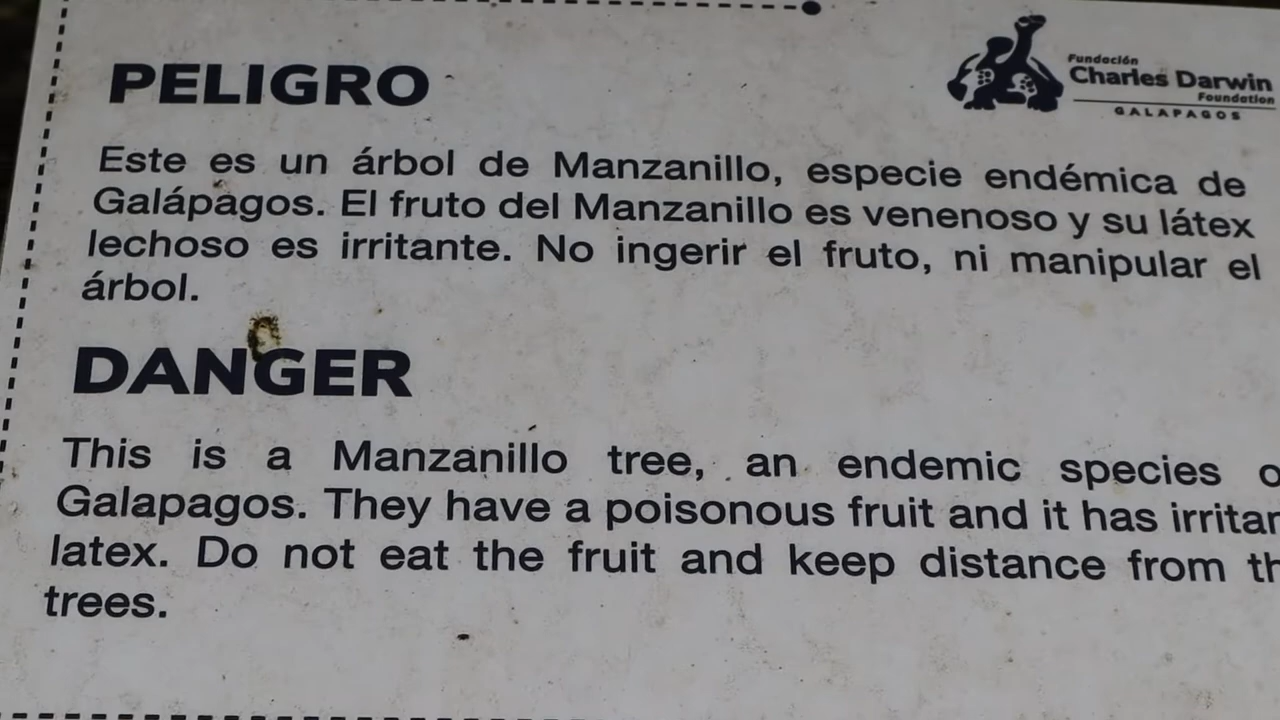 Fundación
Charles Darwin
Foundation
GALAPAGOS
PELIGRO
Este es un árbol de Manzanillo, especie endémica de
Galápagos. El fruto del Manzanillo es venenoso y su látex
lechoso es irritante. No ingerir el fruto, ni manipular el
árbol.
DANGER
This is a Manzanillo tree, an endemic species o
Galapagos. They have a poisonous fruit and it has irritan
latex. Do not eat the fruit and keep distance from th
trees.